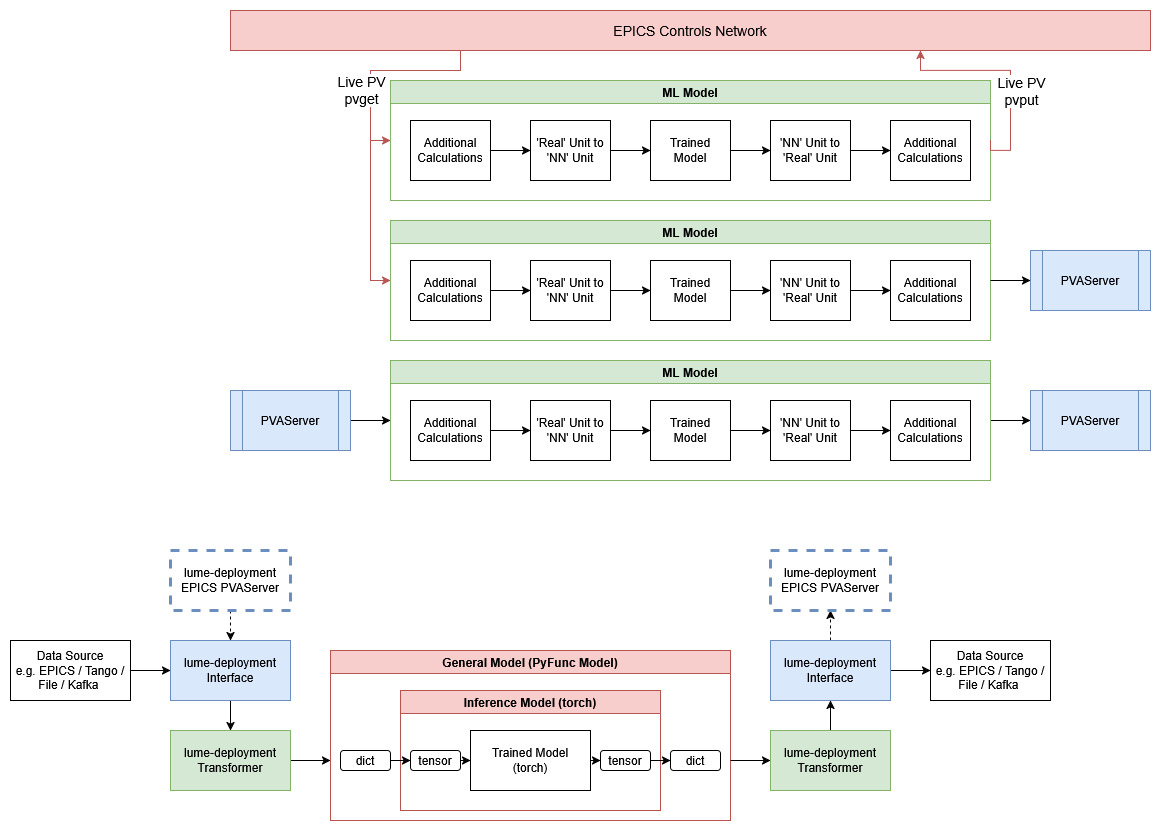 EPICS Controls Network
Live PV
pvget
Live PV
pvput
ML Model
Additional
Calculations
'Real' Unit to
'NN' Unit
Trained
Model
'NN' Unit to
'Real' Unit
Additional
Calculations
ML Model
Additional
Calculations
'Real' Unit to
'NN' Unit
Trained
Model
'NN' Unit to
'Real' Unit
Additional
Calculations
PVAServer
PVAServer
ML Model
Additional
Calculations
'Real' Unit to
'NN' Unit
Trained
Model
'NN' Unit to
'Real' Unit
Additional
Calculations
PVAServer
lume-deployment
EPICS PVAServer
lume-deployment
EPICS PVAServer
Data Source
e.g. EPICS / Tango /
File / Kafka
lume-deployment
Interface
lume-deployment
Transformer
General Model (PyFunc Model)
Inference Model (torch)
dict
tensor
Trained Model
(torch)
tensor
dict
lume-deployment
Interface
Data Source
e.g. EPICS / Tango /
File / Kafka
lume-deployment
Transformer